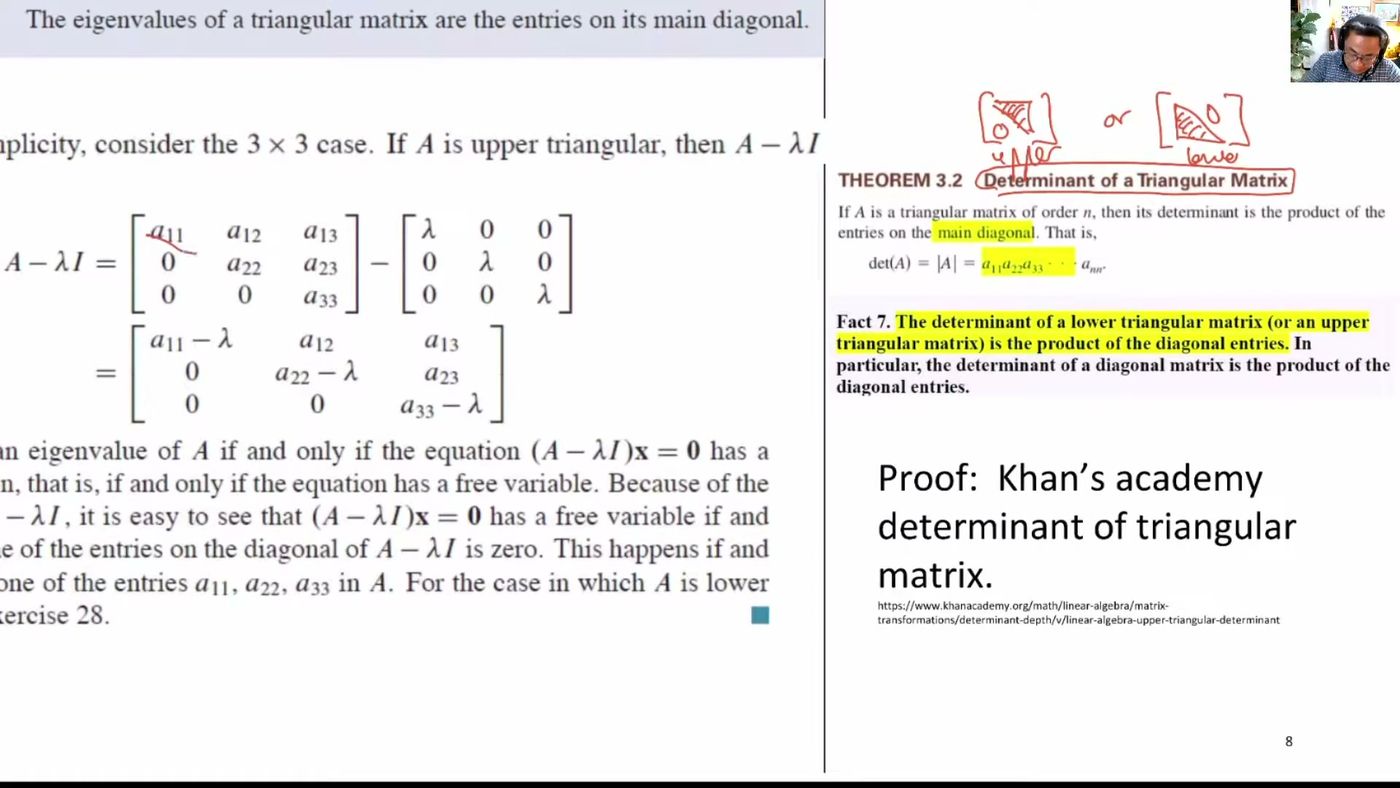 The eigenvalues of a triangular matrix are the entries on its main diagonal.
plicity, consider the 3 × 3 case. If A is upper triangular, then A − λI
A − λI = [a11 a12 a13; 0 a22 a23; 0 0 a33] − [λ 0 0; 0 λ 0; 0 0 λ]
= [a11 − λ a12 a13; 0 a22 − λ a23; 0 0 a33 − λ]
an eigenvalue of A if and only if the equation (A − λI)x = 0 has a
n, that is, if and only if the equation has a free variable. Because of the
− λI, it is easy to see that (A − λI)x = 0 has a free variable if and
e of the entries on the diagonal of A − λI is zero. This happens if and
one of the entries a11, a22, a33 in A. For the case in which A is lower
ercise 28.
0 or 0
upper lower
THEOREM 3.2 Determinant of a Triangular Matrix
If A is a triangular matrix of order n, then its determinant is the product of the
entries on the main diagonal. That is,
det(A) = |A| = a11a22a33 · · · ann.
Fact 7. The determinant of a lower triangular matrix (or an upper
triangular matrix) is the product of the diagonal entries. In
particular, the determinant of a diagonal matrix is the product of the
diagonal entries.
Proof: Khan’s academy
determinant of triangular
matrix.
https://www.khanacademy.org/math/linear-algebra/matrix-
transformations/determinant-depth/v/linear-algebra-upper-triangular-determinant
8